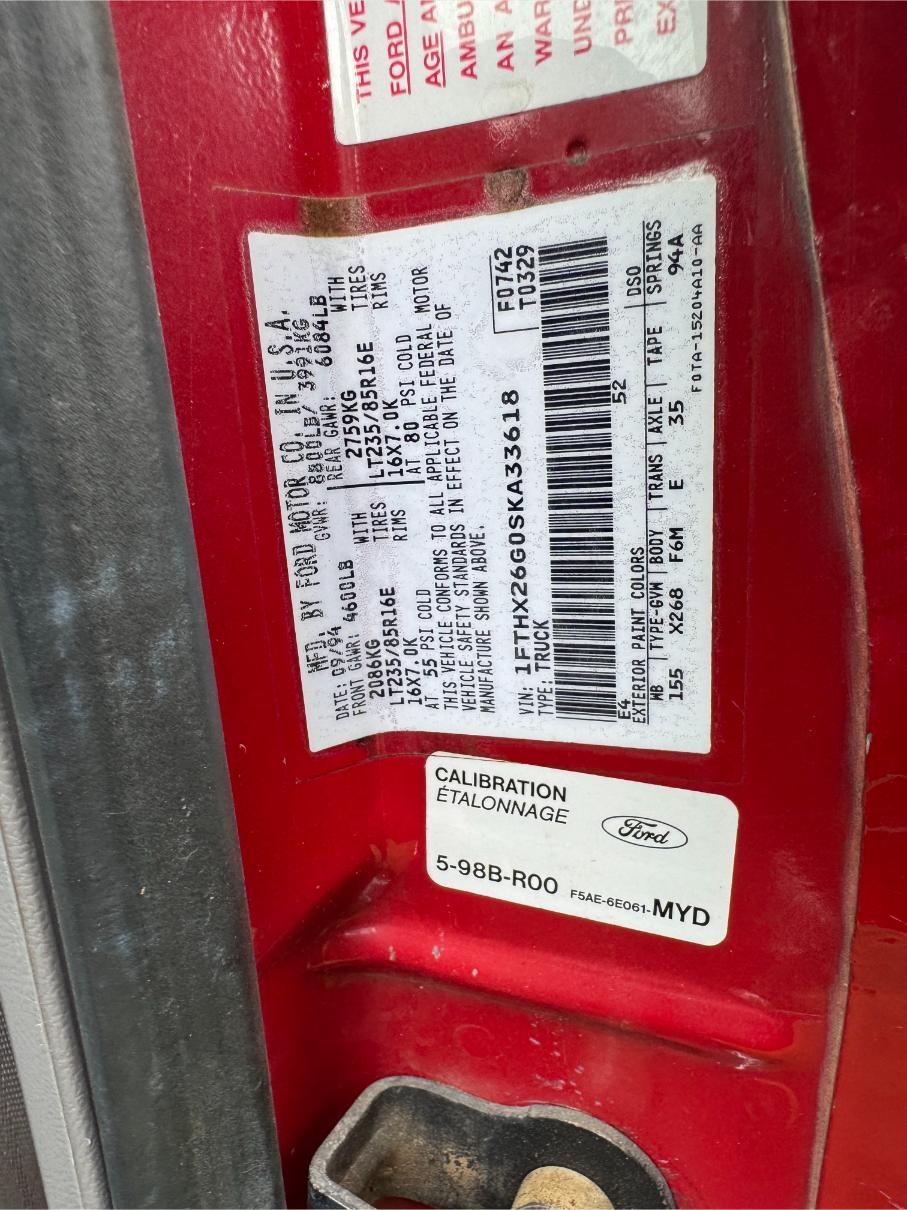 THIS VE
FORD A
AGE AI
AMBU
AN A
WAR
UND
PRI
EX
MFD. BY FORD MOTOR CO. IN U.S.A.
DATE: 09/94 GVWR: 8800LB/ 3991KG
FRONT GAWR: 4600LB REAR GAWR: 6084LB
2086KG WITH 2759KG WITH
LT235/85R16E TIRES LT235/85R16E TIRES
16X7.0K RIMS 16X7.0K RIMS
AT 55 PSI COLD AT 80 PSI COLD
THIS VEHICLE CONFORMS TO ALL APPLICABLE FEDERAL MOTOR
VEHICLE SAFETY STANDARDS IN EFFECT ON THE DATE OF
MANUFACTURE SHOWN ABOVE.
F0742
T0329
VIN: 1FTHX26G0SKA33618
TYPE: TRUCK
E4 52
EXTERIOR PAINT COLORS DSO
WB TYPE-GVW BODY TRANS AXLE TAPE SPRINGS
155 X268 F6M E 35 94A
F0TA-15204A10-AA
CALIBRATION
ÉTALONNAGE
Ford
5-98B-R00 F5AE-6E061-MYD